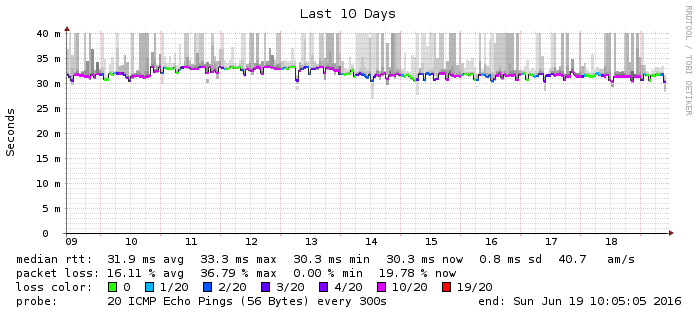 Last 10 Days
RRDTOOL / TOBI OETIKER
Seconds
40 m
35 m
30 m
25 m
20 m
15 m
10 m
5 m
0
09 10 11 12 13 14 15 16 17 18
median rtt: 31.9 ms avg 33.3 ms max 30.3 ms min 30.3 ms now 0.8 ms sd 40.7 am/s
packet loss: 16.11 % avg 36.79 % max 0.00 % min 19.78 % now
loss color: 0 1/20 2/20 3/20 4/20 10/20 19/20
probe: 20 ICMP Echo Pings (56 Bytes) every 300s end: Sun Jun 19 10:05:05 2016